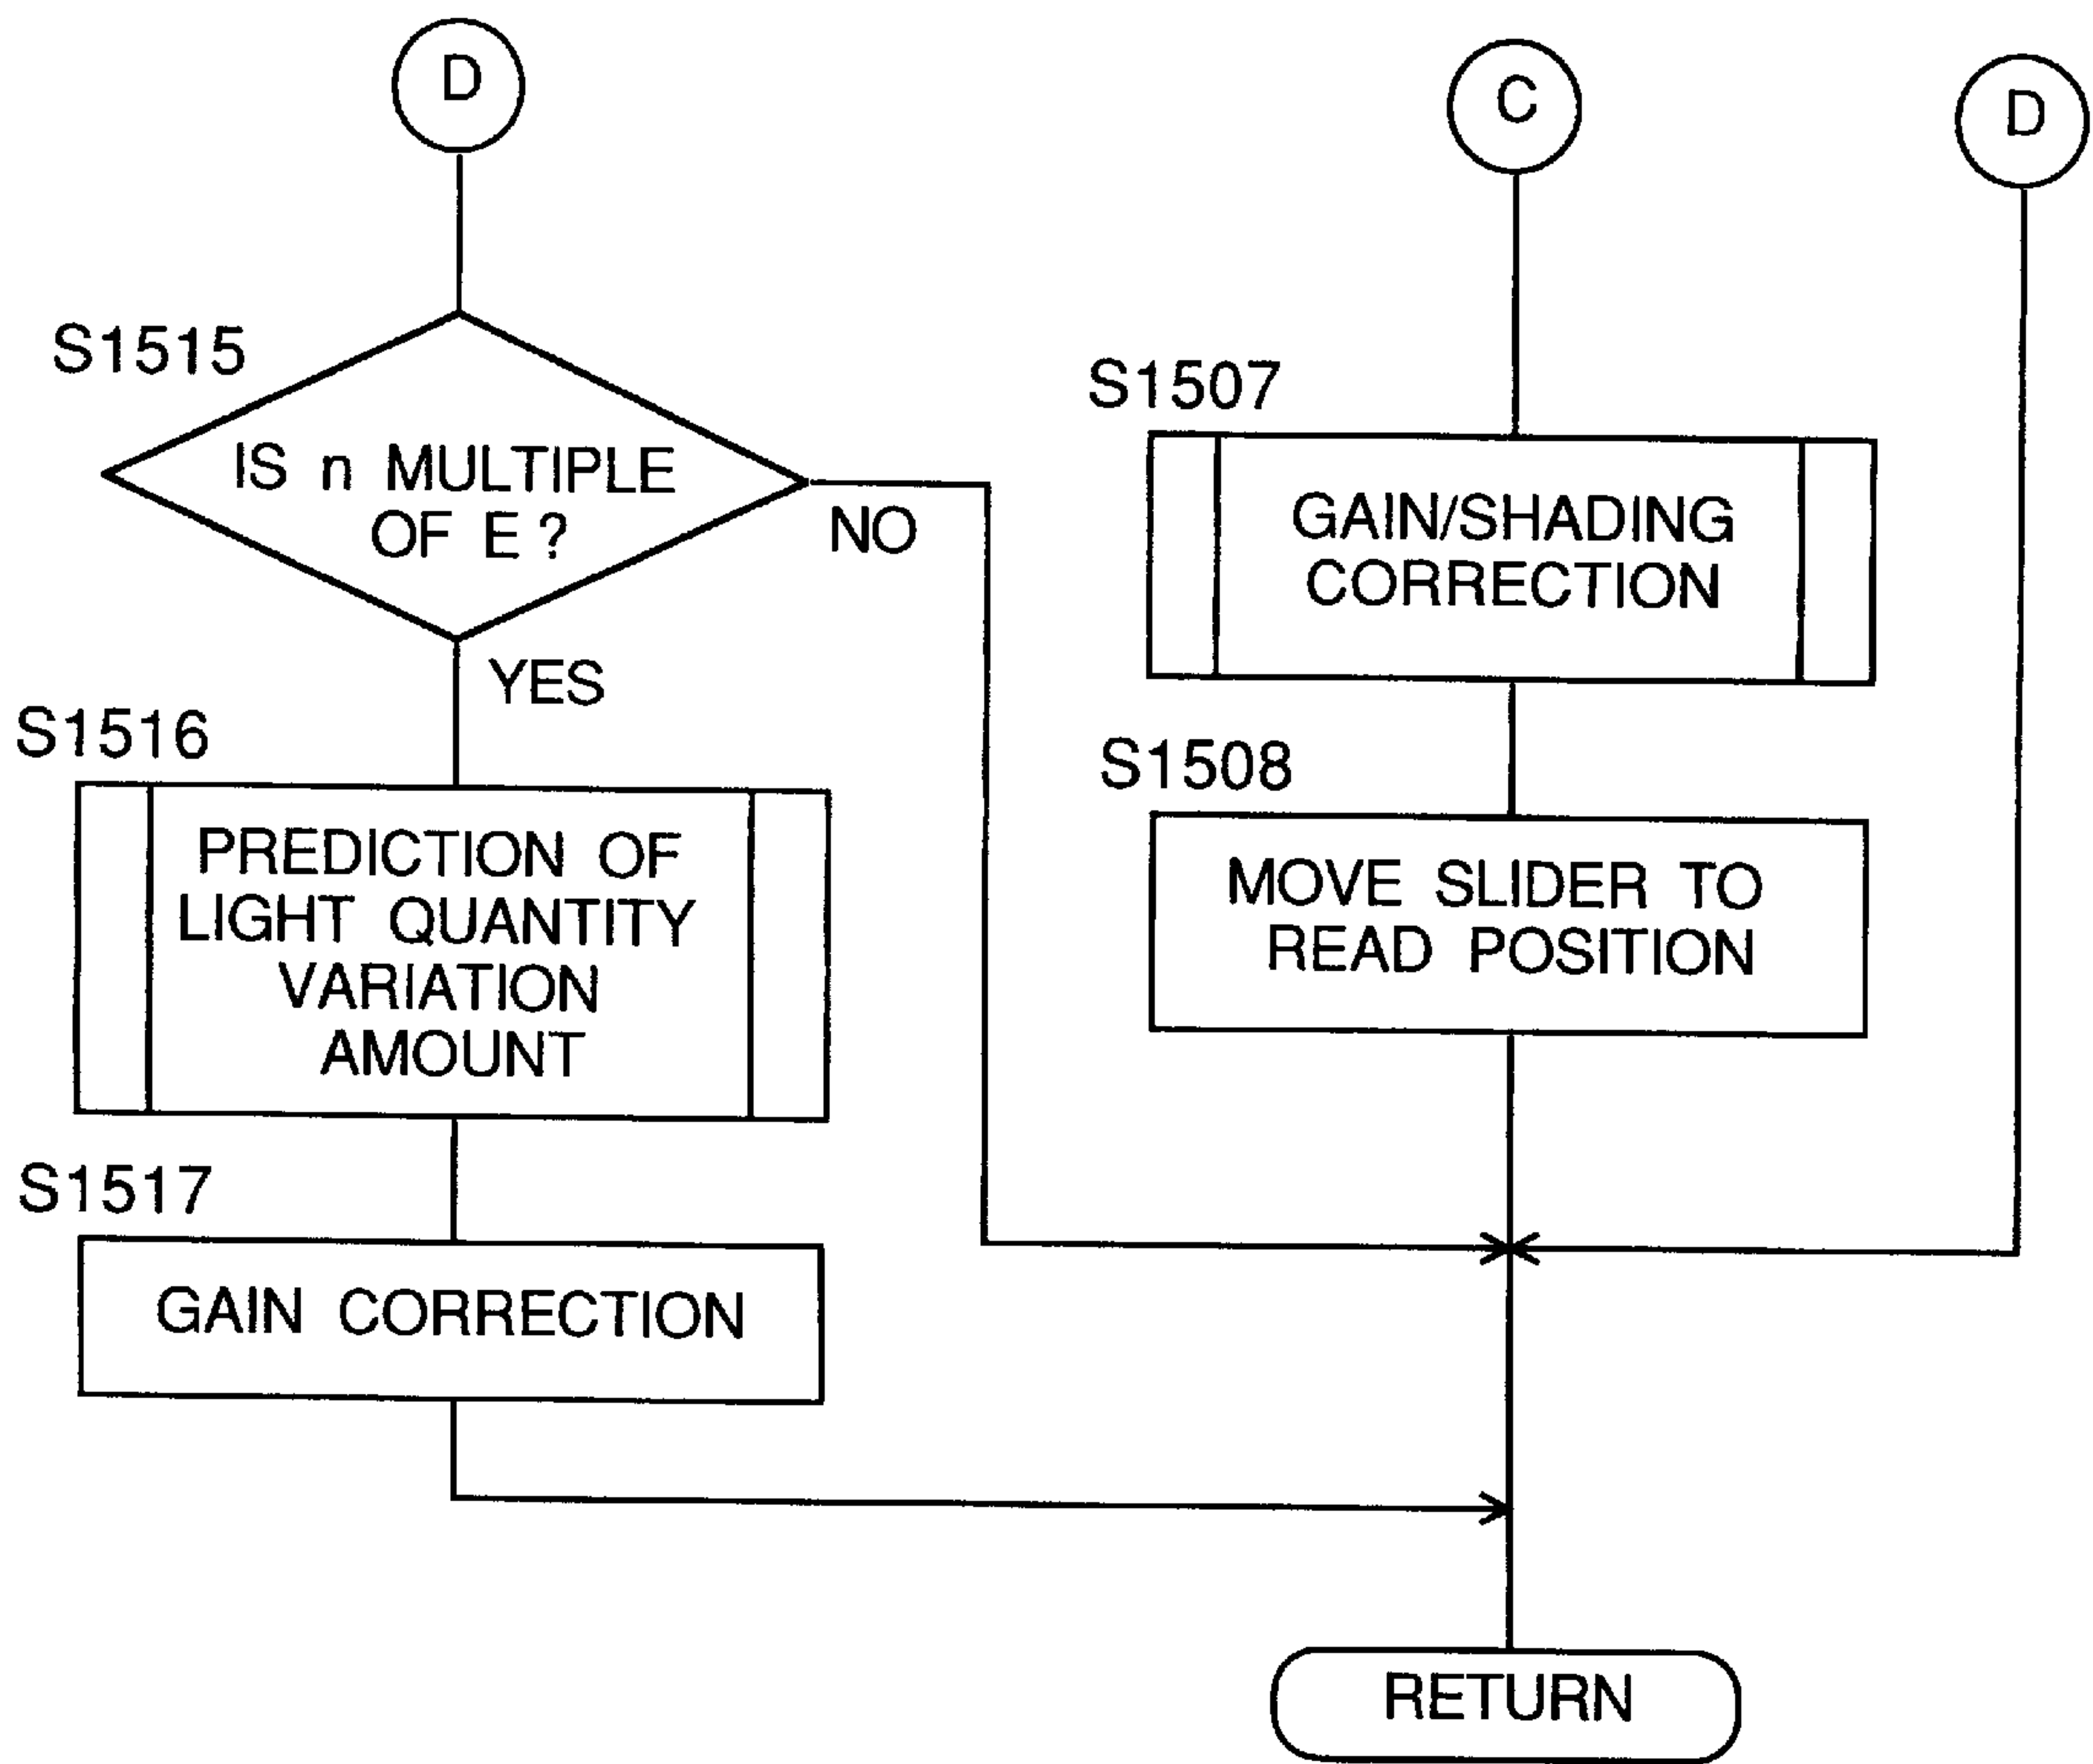 D
C
D
S1515
IS n MULTIPLE
OF E ?
NO
YES
S1507
GAIN/SHADING
CORRECTION
S1516
PREDICTION OF
LIGHT QUANTITY
VARIATION
AMOUNT
S1508
MOVE SLIDER TO
READ POSITION
S1517
GAIN CORRECTION
RETURN